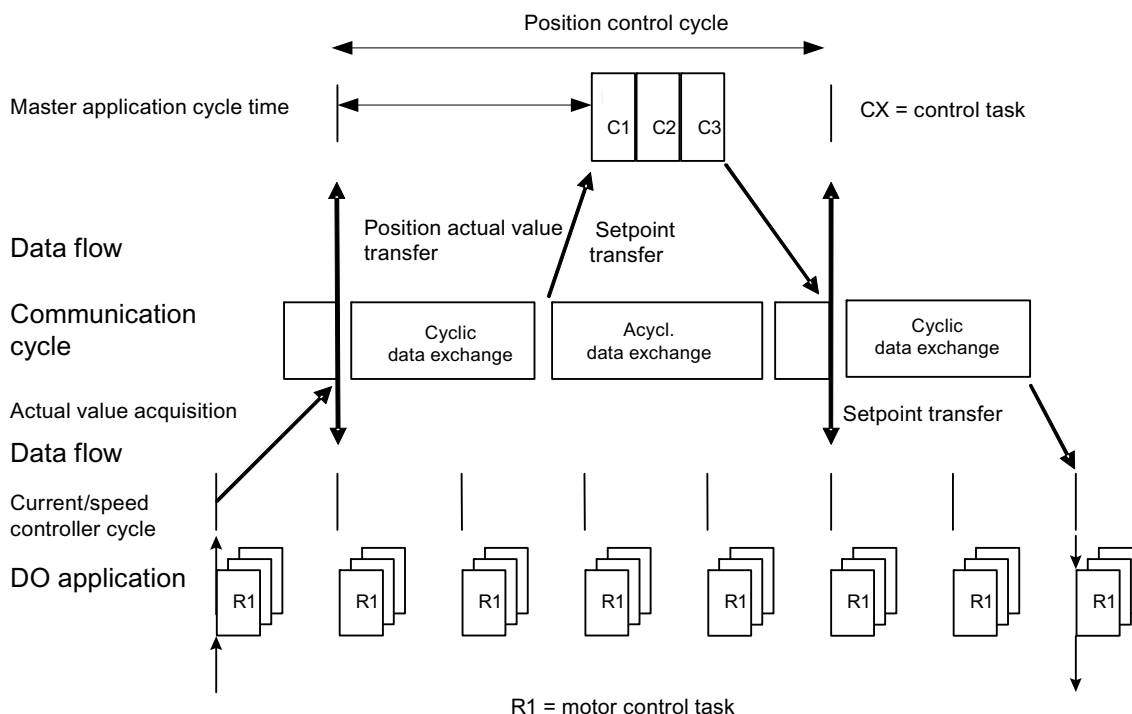 Position control cycle
Master application cycle time
C1 C2 C3
CX = control task
Data flow
Position actual value
transfer
Setpoint
transfer
Communication
cycle
Cyclic
data exchange
Acycl.
data exchange
Cyclic
data exchange
Actual value acquisition
Setpoint transfer
Data flow
Current/speed
controller cycle
DO application
R1 R1 R1 R1 R1 R1 R1 R1
R1 = motor control task